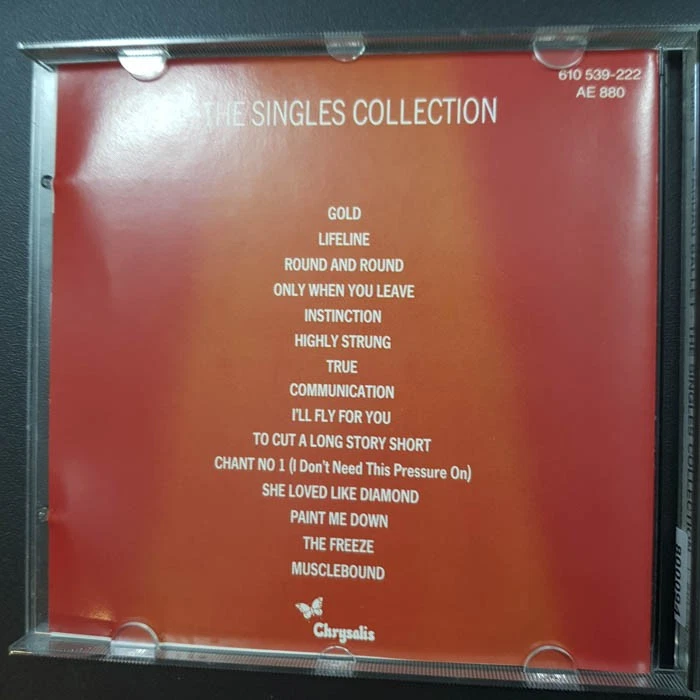 610 539-222
AE 880
THE SINGLES COLLECTION
GOLD
LIFELINE
ROUND AND ROUND
ONLY WHEN YOU LEAVE
INSTINCTION
HIGHLY STRUNG
TRUE
COMMUNICATION
I'LL FLY FOR YOU
TO CUT A LONG STORY SHORT
CHANT NO 1 (I Don't Need This Pressure On)
SHE LOVED LIKE DIAMOND
PAINT ME DOWN
THE FREEZE
MUSCLEBOUND
Chrysalis